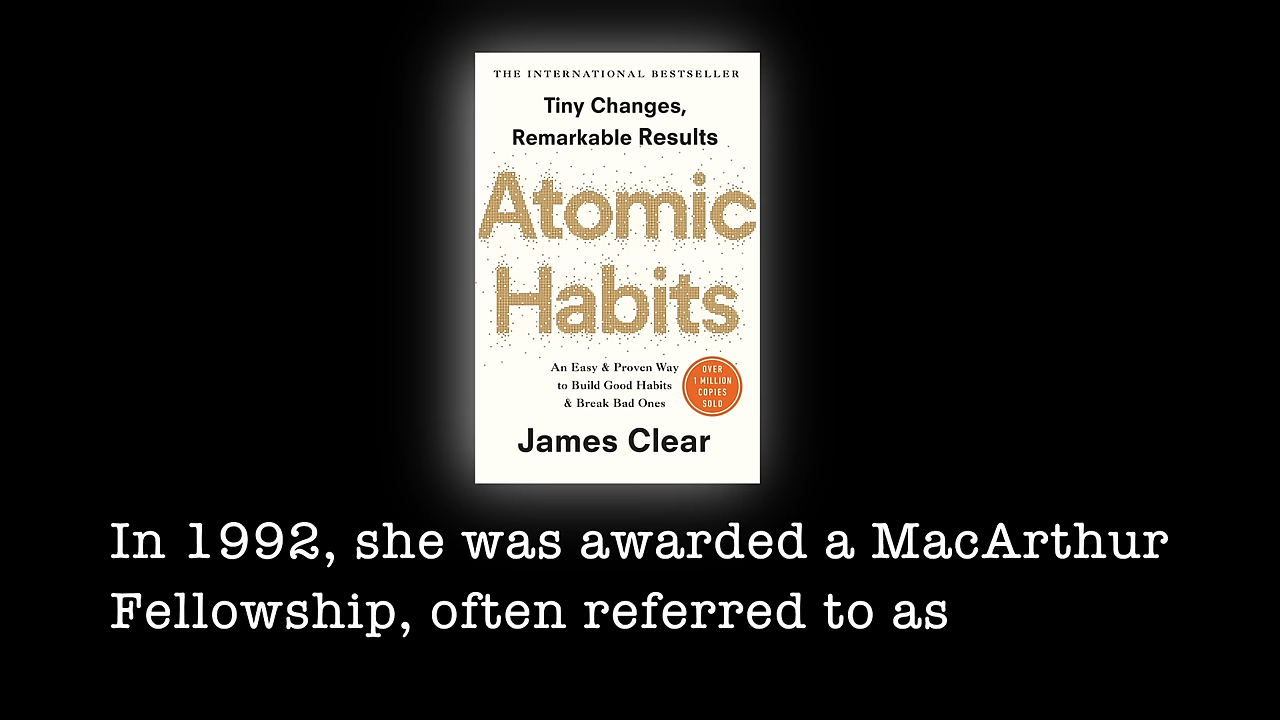 THE INTERNATIONAL BESTSELLER
Tiny Changes,
Remarkable Results
Atomic
Habits
An Easy & Proven Way
to Build Good Habits
& Break Bad Ones
OVER
1 MILLION
COPIES
SOLD
James Clear
In 1992, she was awarded a MacArthur
Fellowship, often referred to as